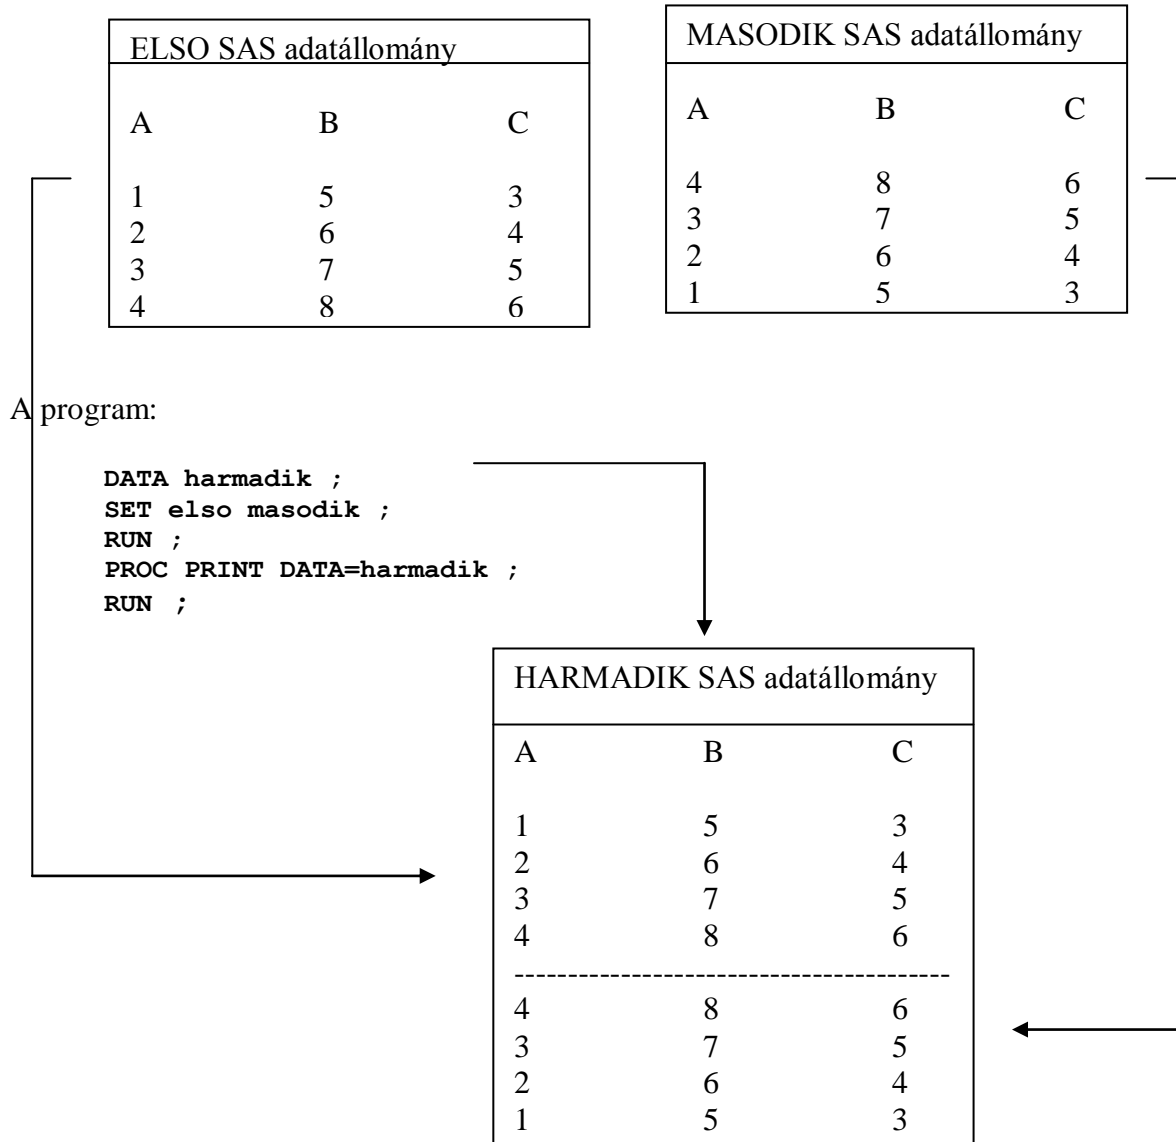 ELSO SAS adatállomány
A B C
1 5 3
2 6 4
3 7 5
4 8 6
MASODIK SAS adatállomány
A B C
4 8 6
3 7 5
2 6 4
1 5 3
A program:
DATA harmadik ;
SET elso masodik ;
RUN ;
PROC PRINT DATA=harmadik ;
RUN ;
HARMADIK SAS adatállomány
A B C
1 5 3
2 6 4
3 7 5
4 8 6
----------------------------------------
4 8 6
3 7 5
2 6 4
1 5 3